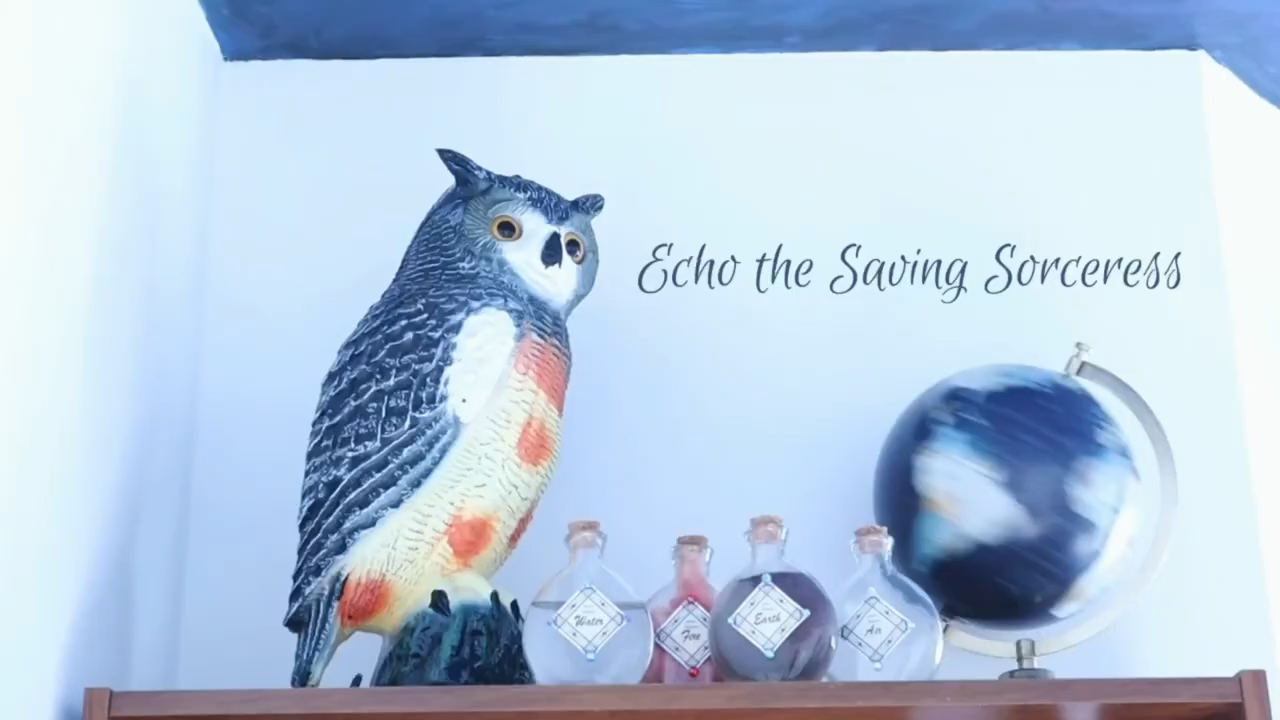 Echo the Saving Sorceress
Water
Fire
Earth
Air